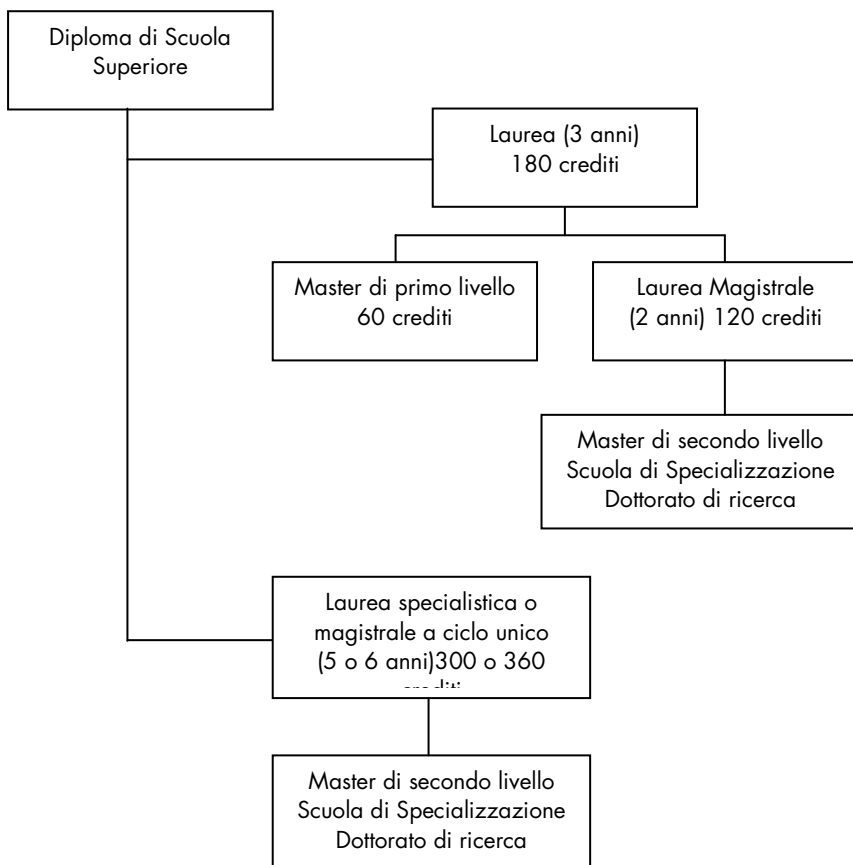 Diploma di Scuola
Superiore
Laurea (3 anni)
180 crediti
Master di primo livello
60 crediti
Laurea Magistrale
(2 anni) 120 crediti
Master di secondo livello
Scuola di Specializzazione
Dottorato di ricerca
Laurea specialistica o
magistrale a ciclo unico
(5 o 6 anni)300 o 360
crediti
Master di secondo livello
Scuola di Specializzazione
Dottorato di ricerca